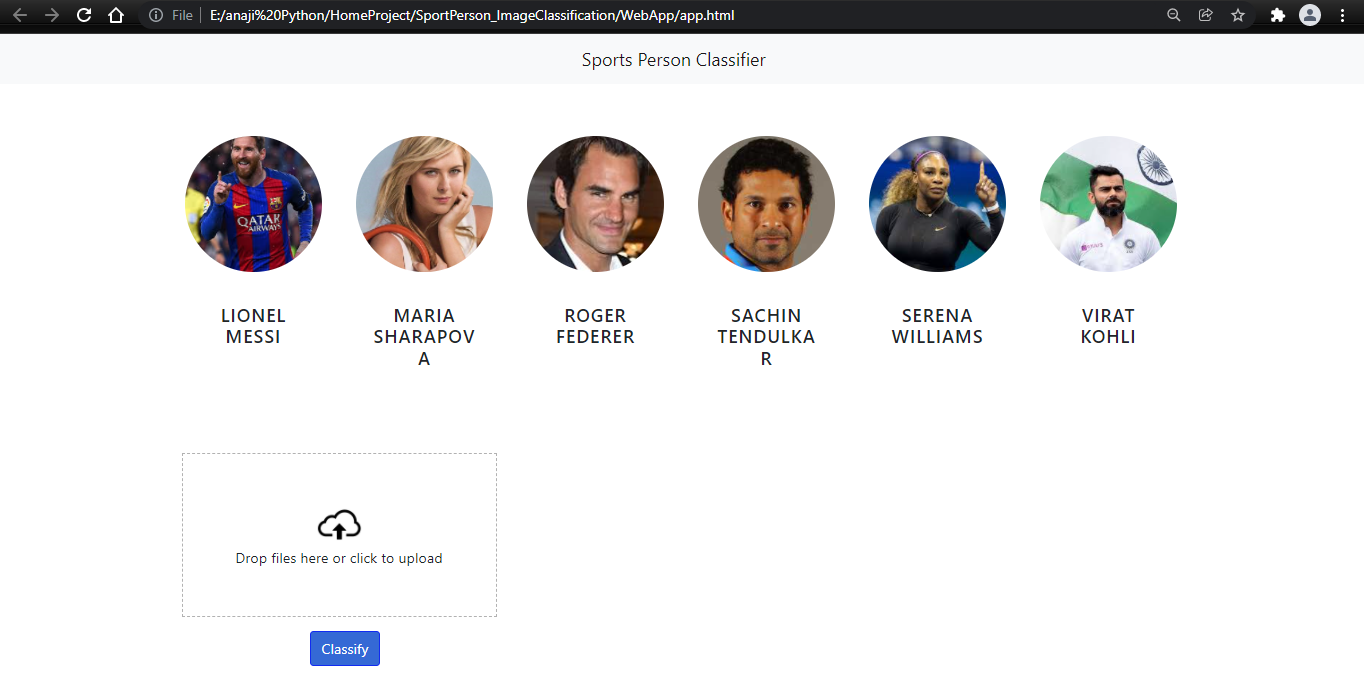 File
E:/anaji%20Python/HomeProject/SportPerson_ImageClassification/WebApp/app.html
Sports Person Classifier
QATAR
AIRWAYS
LIONEL
MESSI
MARIA
SHARAPOV
A
ROGER
FEDERER
SACHIN
TENDULKA
R
SERENA
WILLIAMS
VIRAT
KOHLI
Drop files here or click to upload
Classify